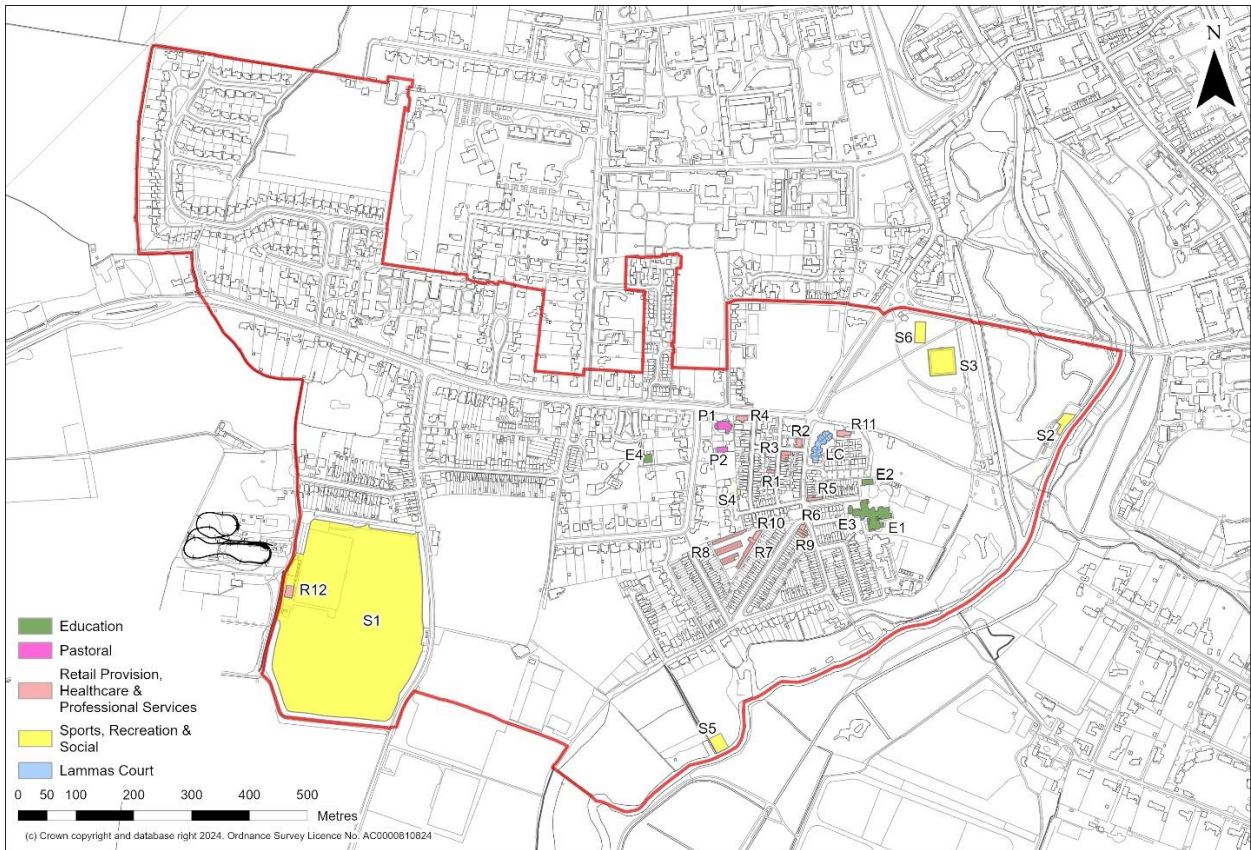 N
S6
S3
P1
R4
R2
R11
S2
R3
LC
E4
P2
E2
R1
S4
R5
R6
E3
E1
R10
R8
R7
R9
R12
S1
S5
Education
Pastoral
Retail Provision,
Healthcare &
Professional Services
Sports, Recreation &
Social
Lammas Court
0 50 100 200 300 400 500
Metres
(c) Crown copyright and database right 2024. Ordnance Survey Licence No. AC0000810824